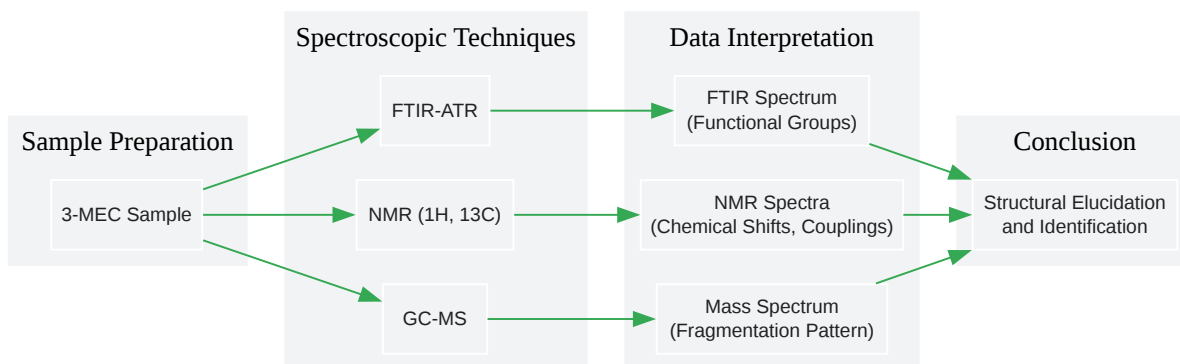 Sample Preparation
3-MEC Sample
Spectroscopic Techniques
FTIR-ATR
NMR (1H, 13C)
GC-MS
Data Interpretation
FTIR Spectrum
(Functional Groups)
NMR Spectra
(Chemical Shifts, Couplings)
Mass Spectrum
(Fragmentation Pattern)
Conclusion
Structural Elucidation
and Identification